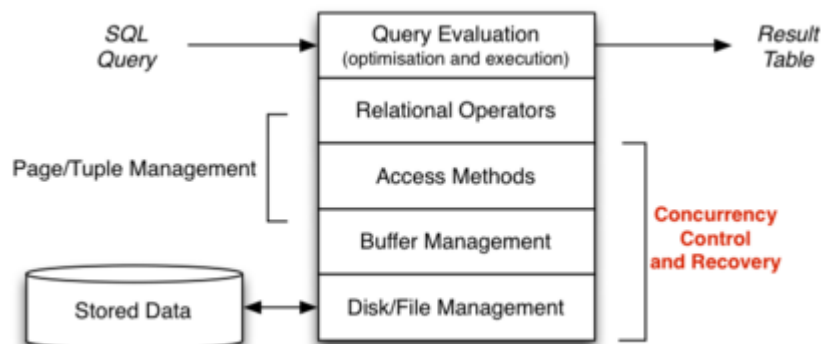 SQL
Query
Query Evaluation
(optimisation and execution)
Result
Table
Relational Operators
Page/Tuple Management
Access Methods
Concurrency
Control
and Recovery
Buffer Management
Stored Data
Disk/File Management